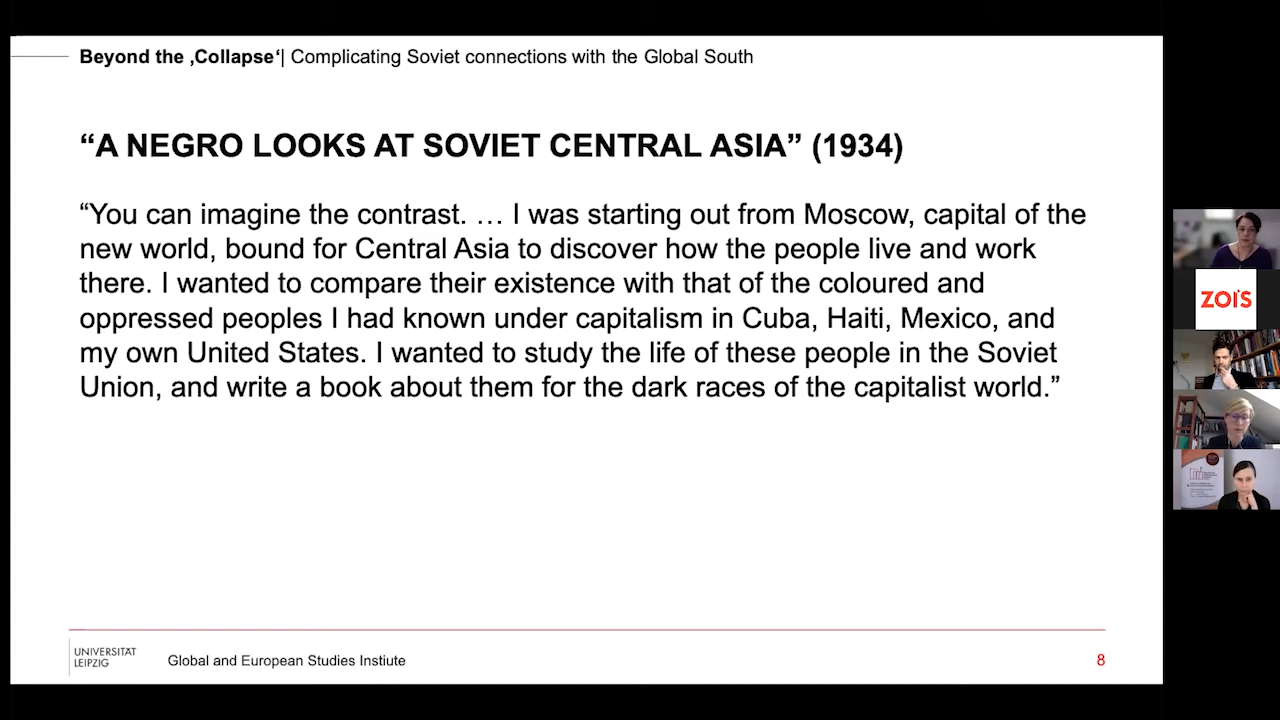 Beyond the ‚Collapse‘| Complicating Soviet connections with the Global South
“A NEGRO LOOKS AT SOVIET CENTRAL ASIA” (1934)
“You can imagine the contrast. … I was starting out from Moscow, capital of the
new world, bound for Central Asia to discover how the people live and work
there. I wanted to compare their existence with that of the coloured and
oppressed peoples I had known under capitalism in Cuba, Haiti, Mexico, and
my own United States. I wanted to study the life of these people in the Soviet
Union, and write a book about them for the dark races of the capitalist world.”
UNIVERSITÄT
LEIPZIG
Global and European Studies Instiute
8
ZOiS